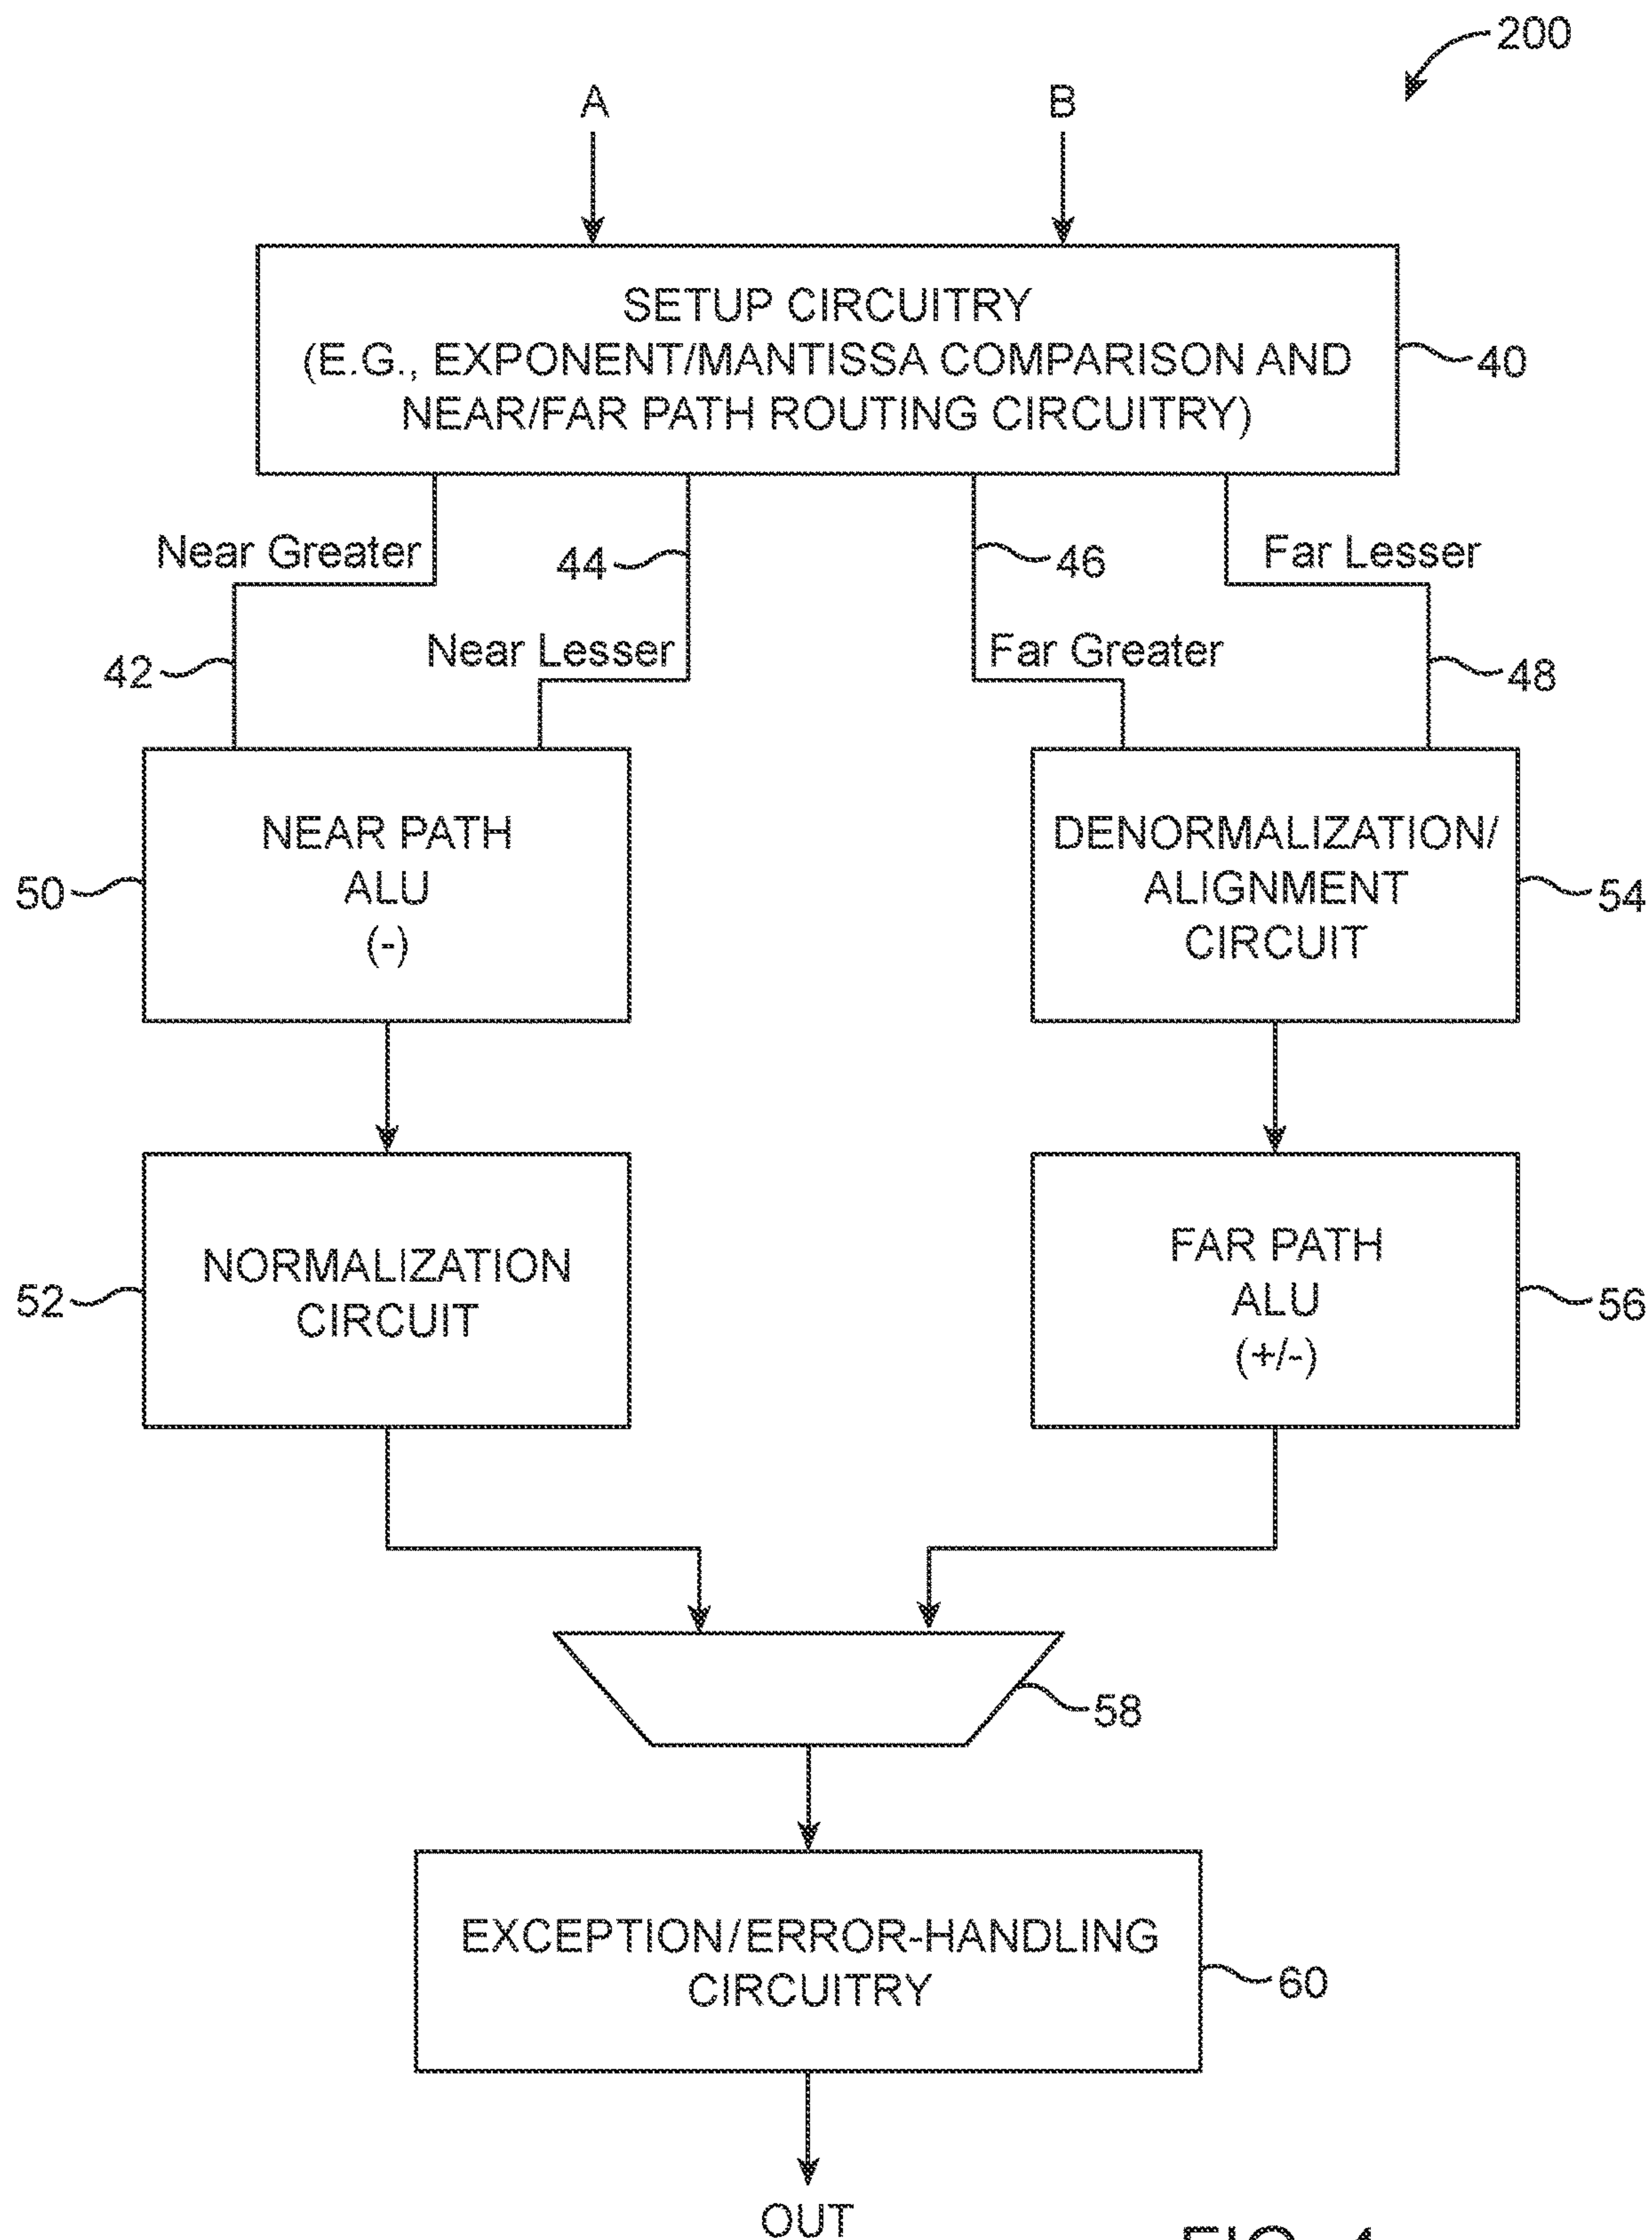 200
A
B
SETUP CIRCUITRY
(E.G., EXPONENT/MANTISSA COMPARISON AND
NEAR/FAR PATH ROUTING CIRCUITRY)
40
Near Greater
44
46
Far Lesser
42
Near Lesser
Far Greater
48
NEAR PATH
ALU
(-)
50
DENORMALIZATION/
ALIGNMENT
CIRCUIT
54
NORMALIZATION
CIRCUIT
52
FAR PATH
ALU
(+/-)
56
58
EXCEPTION/ERROR-HANDLING
CIRCUITRY
60
OUT